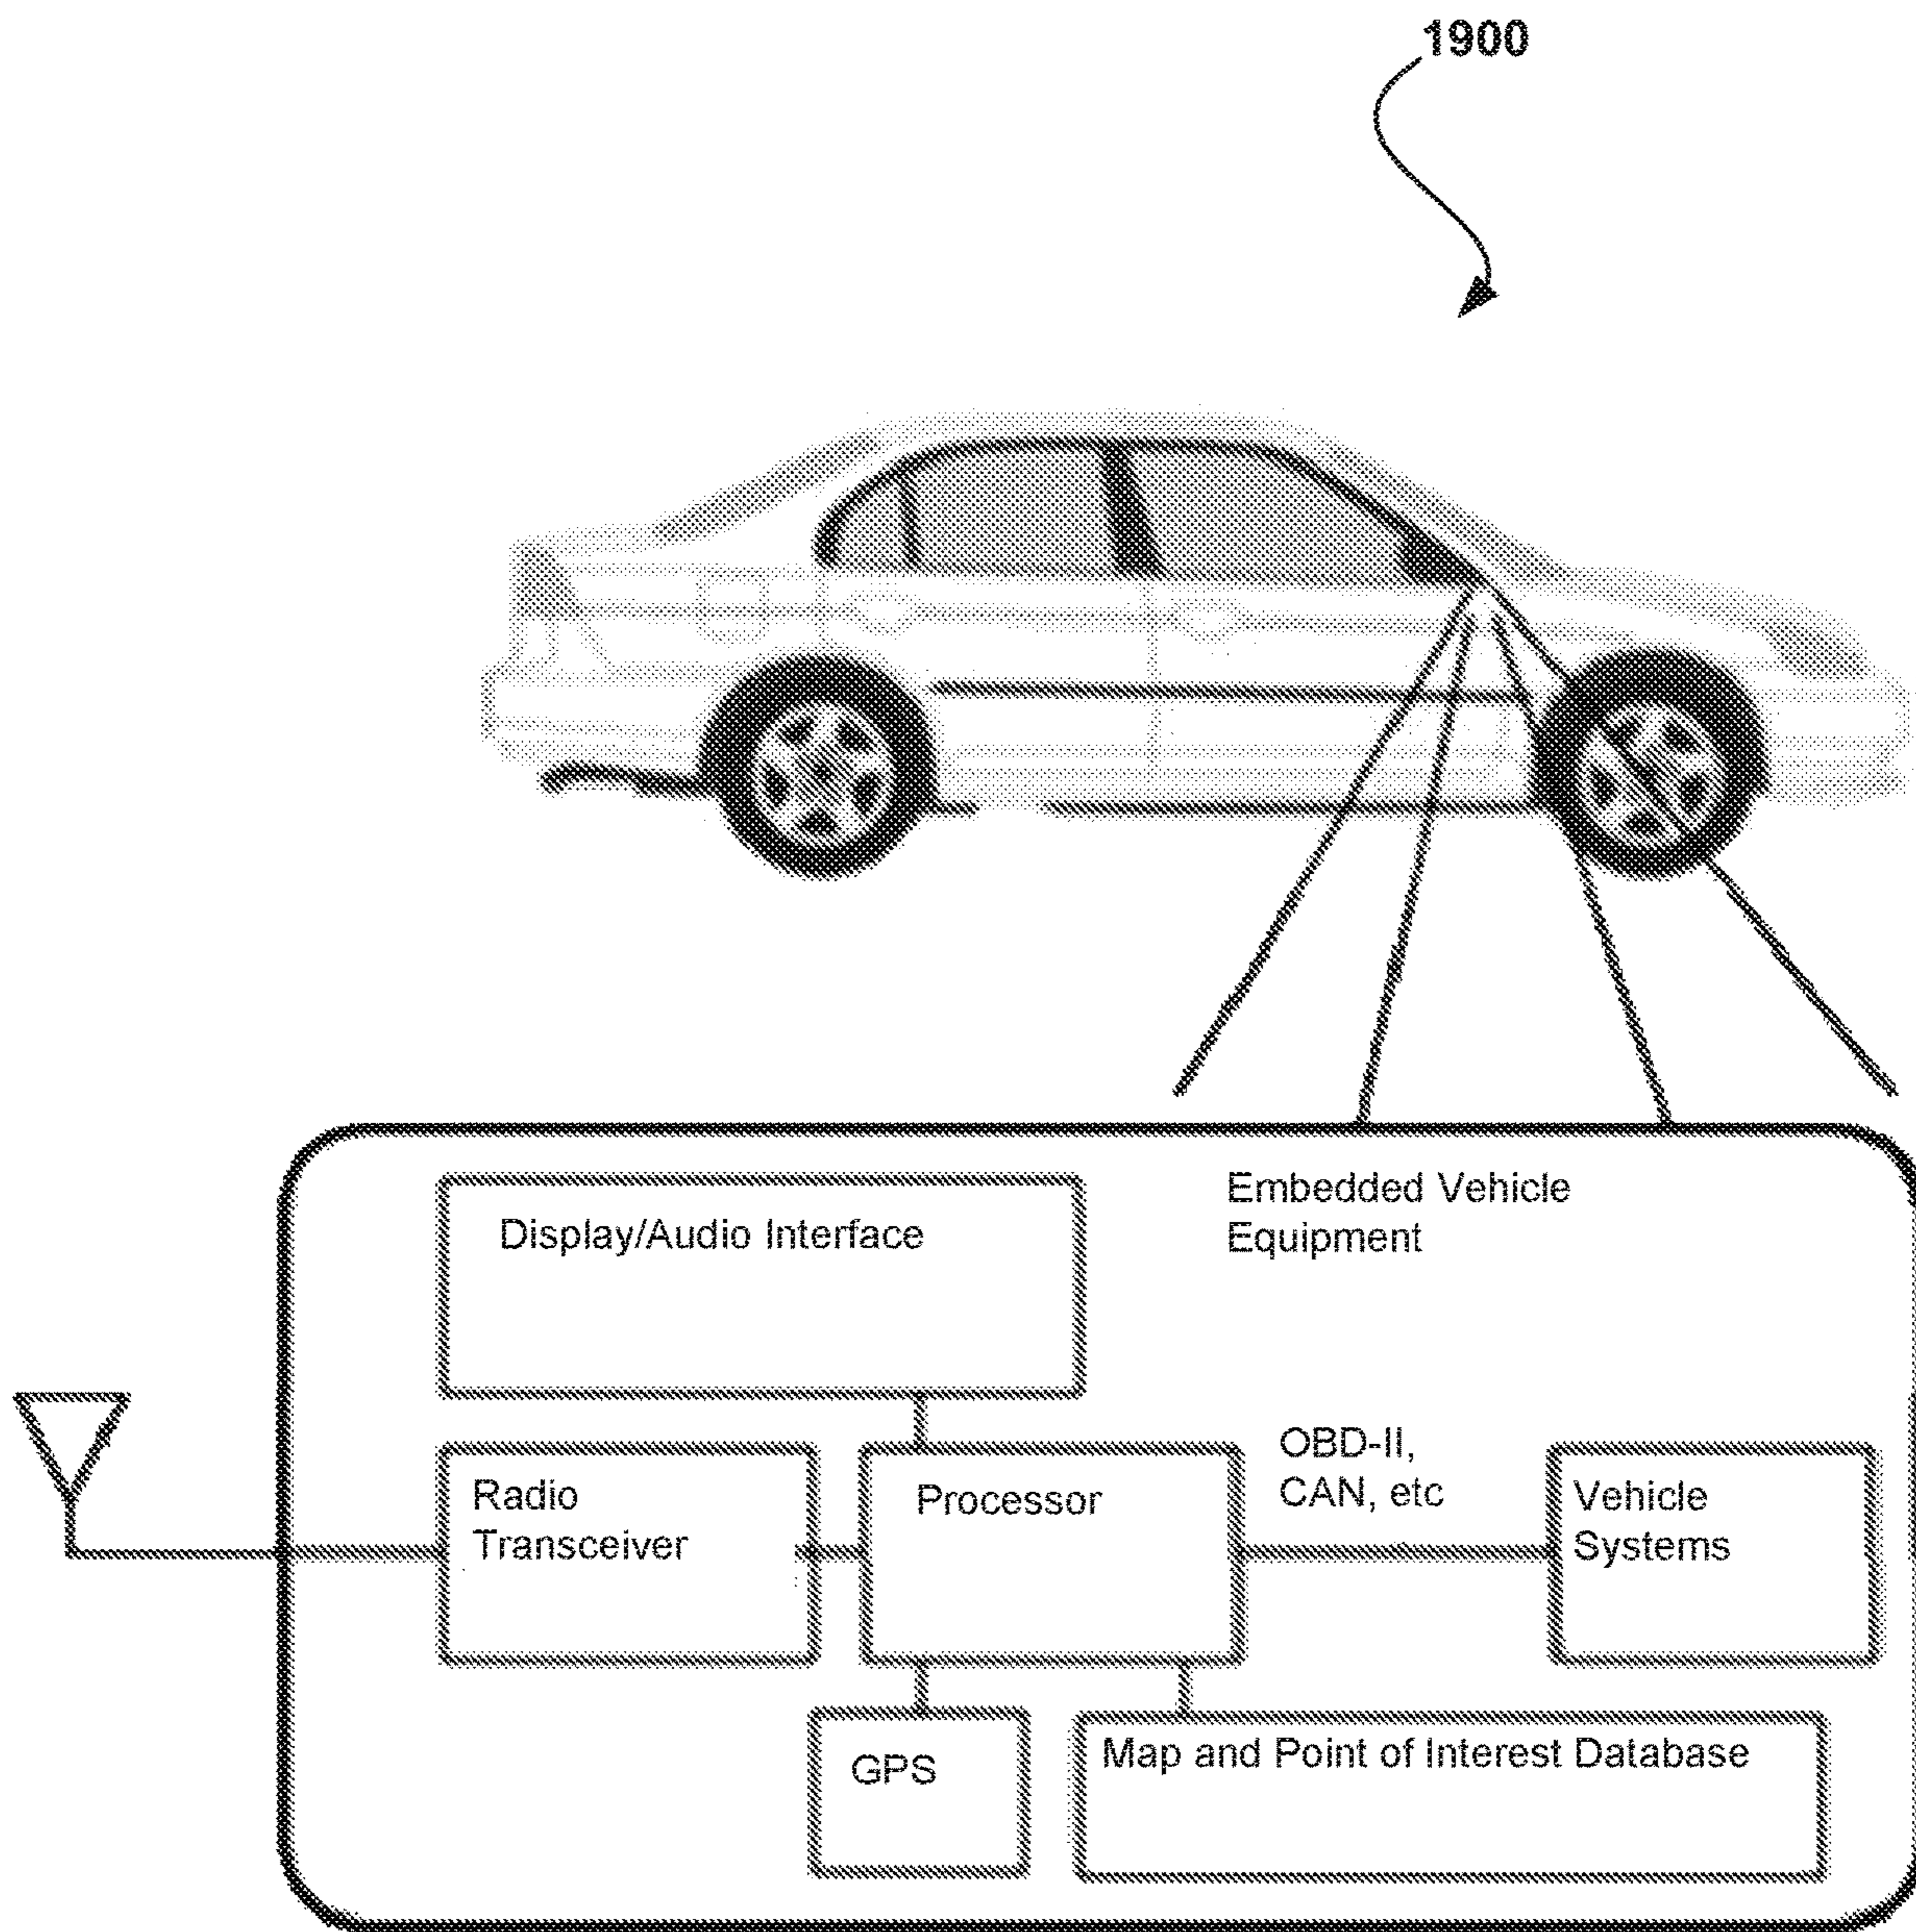 1900
Embedded Vehicle
Equipment
Display/Audio Interface
Radio
Transceiver
Processor
OBD-II,
CAN, etc
Vehicle
Systems
GPS
Map and Point of Interest Database